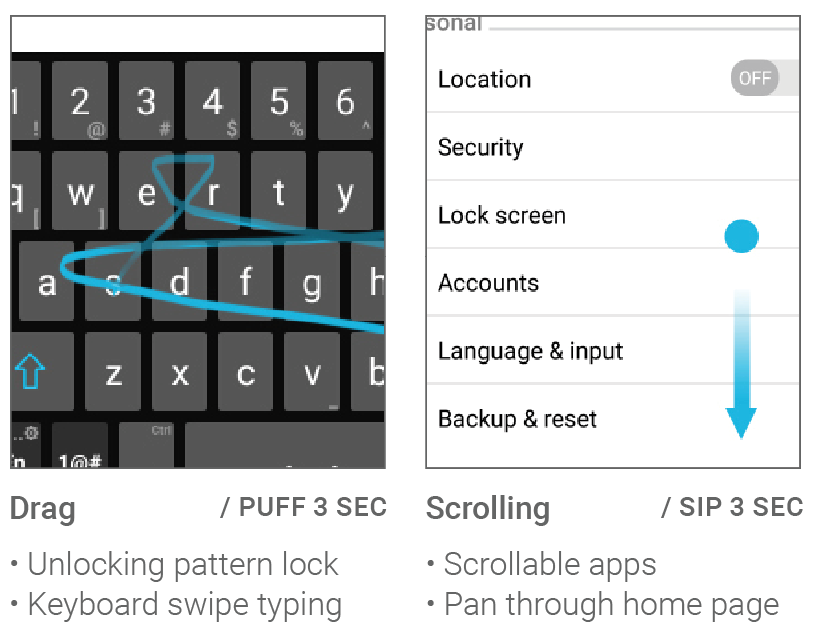 1 2 3 4 5 6
! @ # $ % ^
q w e r t y
[ ]
a s d f g h
z x c v b
_
Ctrl
1@#
sonal
Location OFF
Security
Lock screen
Accounts
Language & input
Backup & reset
Drag / PUFF 3 SEC
• Unlocking pattern lock
• Keyboard swipe typing
Scrolling / SIP 3 SEC
• Scrollable apps
• Pan through home page